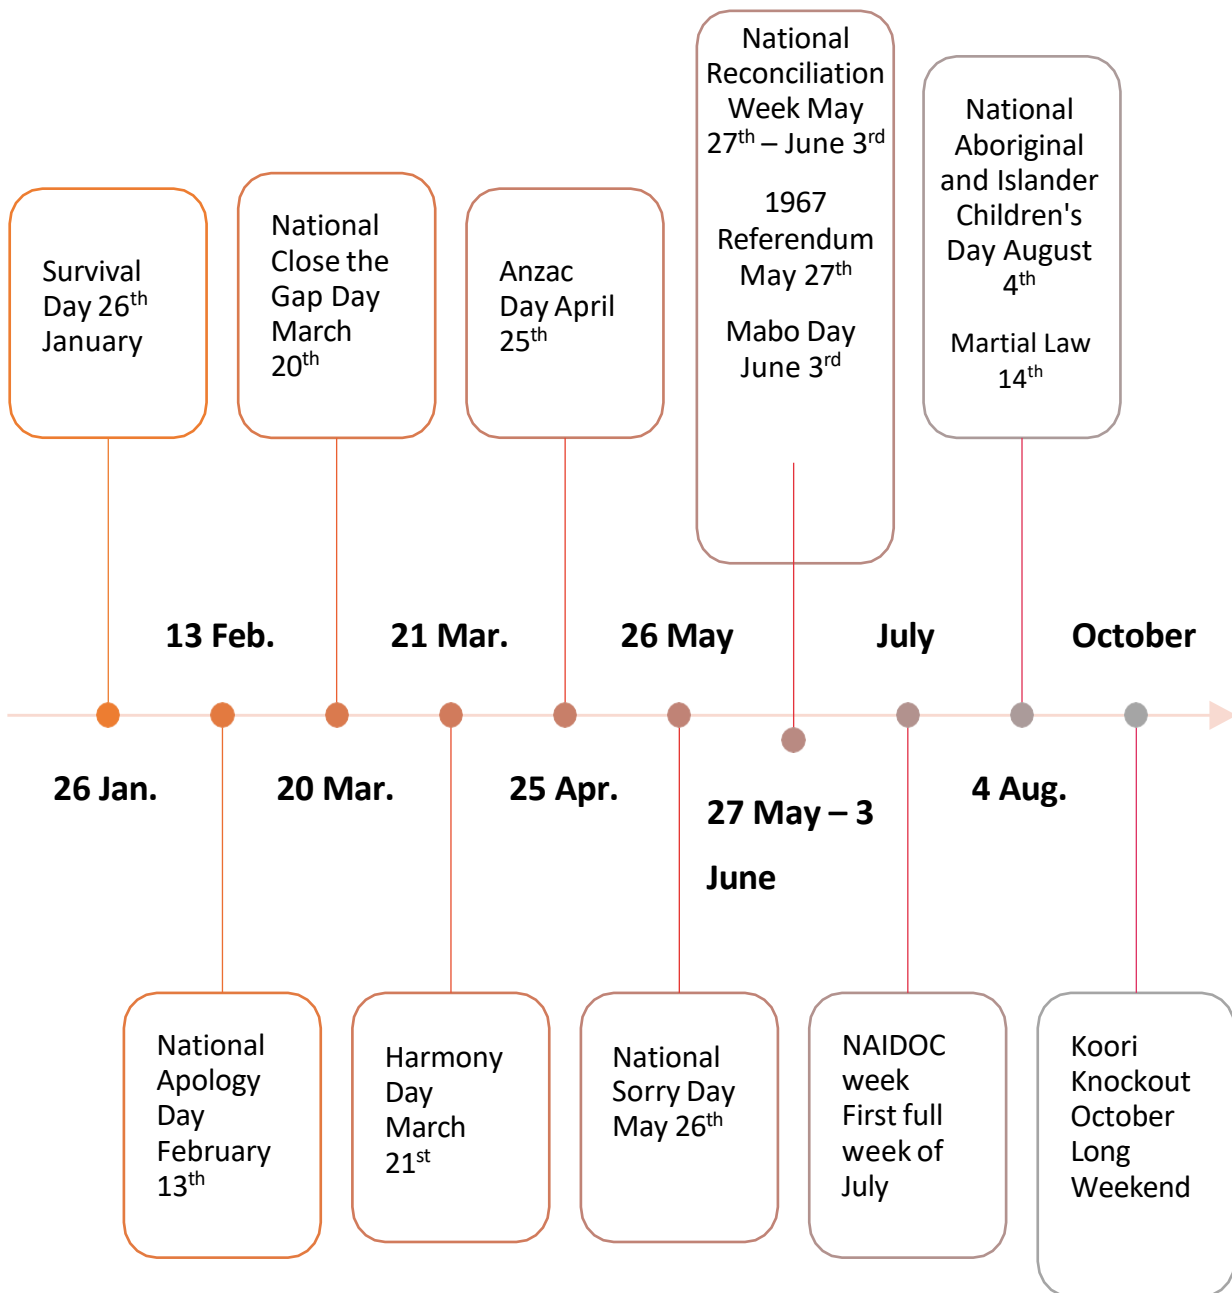 National
Reconciliation
Week May
27th – June 3rd
1967
Referendum
May 27th
Mabo Day
June 3rd
National
Aboriginal
and Islander
Children's
Day August
4th
Martial Law
14th
Survival
Day 26th
January
National
Close the
Gap Day
March
20th
Anzac
Day April
25th
13 Feb.
21 Mar.
26 May
July
October
26 Jan.
20 Mar.
25 Apr.
27 May – 3
June
4 Aug.
National
Apology
Day
February
13th
Harmony
Day
March
21st
National
Sorry Day
May 26th
NAIDOC
week
First full
week of
July
Koori
Knockout
October
Long
Weekend